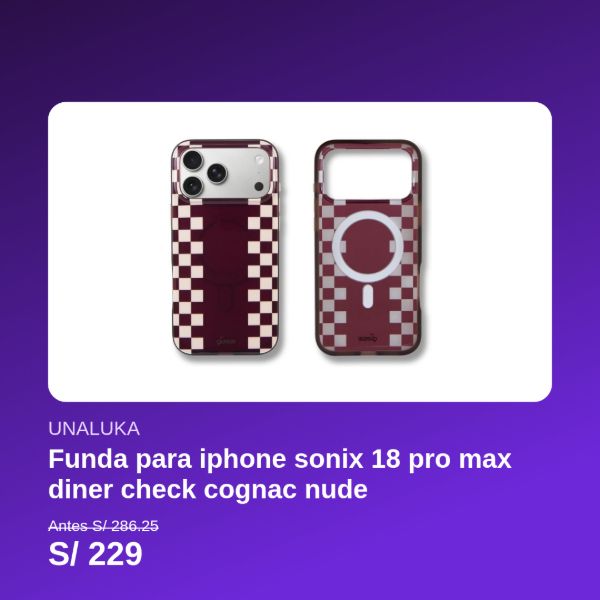 UNALUKA
Funda para iphone sonix 18 pro max
diner check cognac nude
Antes S/ 286.25
S/ 229